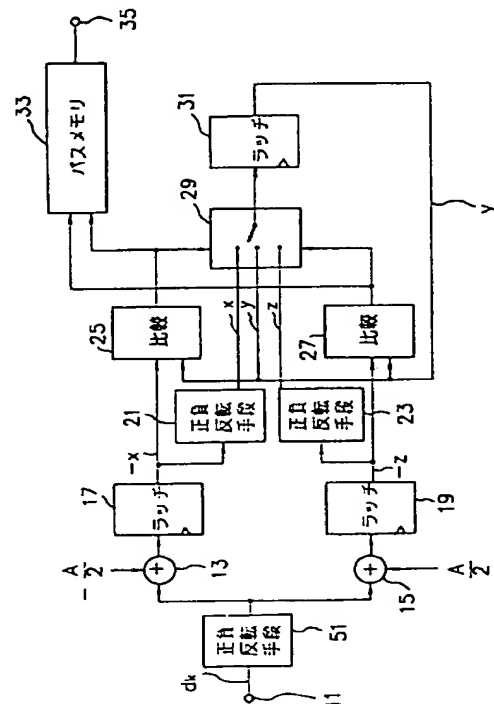 33
パスメモリ
35
25
比較
29
31
ラッチ
21
正負
反転
手段
x
y
z
-x
17
ラッチ
-A/2
13
正負
反転
手段
23
27
比較
-z
ラッチ
19
15
A/2
dk
11
正負
反転
手段
51
y